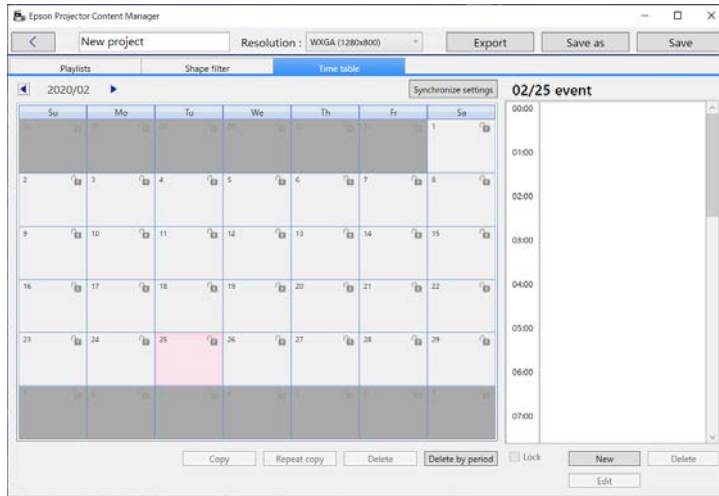 Epson Projector Content Manager
New project Resolution : WXGA (1280x800) Export Save as Save
Playlists Shape filter Time table
2020/02 Synchronize settings 02/25 event
Su Mo Tu We Th Fr Sa
1
2 3 4 5 6 7 8
9 10 11 12 13 14 15
16 17 18 19 20 21 22
23 24 25 26 27 28 29
00:00
01:00
02:00
03:00
04:00
05:00
06:00
07:00
Copy Repeat copy Delete Delete by period Lock New Delete
Edit